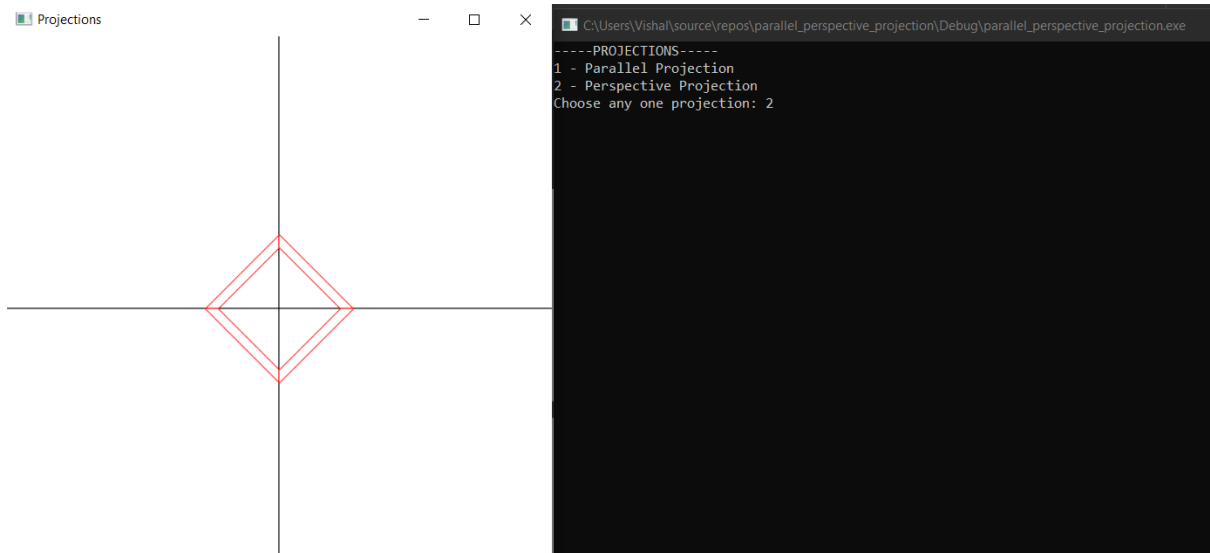 Projections
C:\Users\Vishal\source\repos\parallel_perspective_projection\Debug\parallel_perspective_projection.exe
-----PROJECTIONS-----
1 - Parallel Projection
2 - Perspective Projection
Choose any one projection: 2